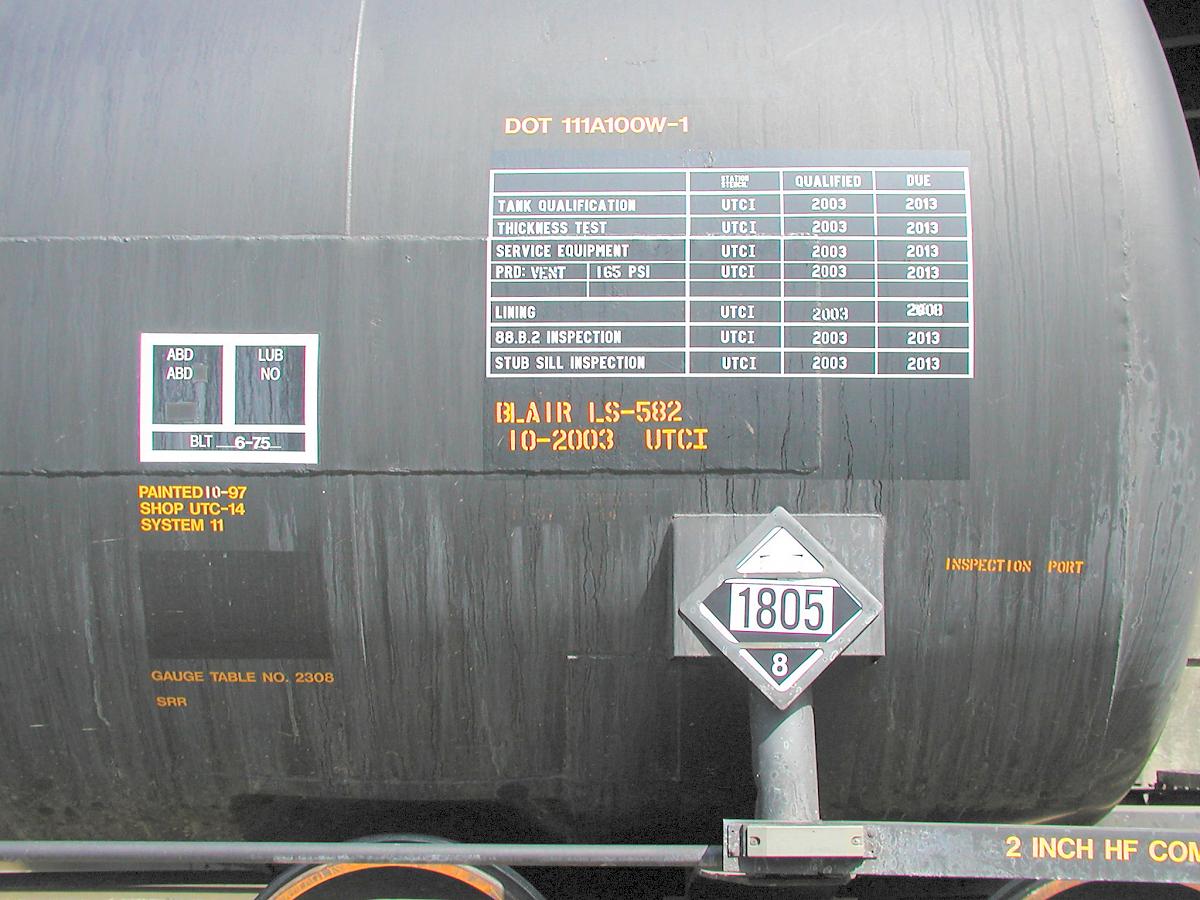 DOT 111A100W-1
STATION STENCIL QUALIFIED DUE
TANK QUALIFICATION UTCI 2003 2013
THICKNESS TEST UTCI 2003 2013
SERVICE EQUIPMENT UTCI 2003 2013
PRD: VENT 165 PSI UTCI 2003 2013
LINING UTCI 2003 2008
88.B.2 INSPECTION UTCI 2003 2013
STUB SILL INSPECTION UTCI 2003 2013
BLAIR LS-582
10-2003 UTCI
ABD LUB
ABD NO
BLT 6-75
PAINTED 10-97
SHOP UTC-14
SYSTEM 11
INSPECTION PORT
1805
8
GAUGE TABLE NO. 2308
SRR
2 INCH HF COM